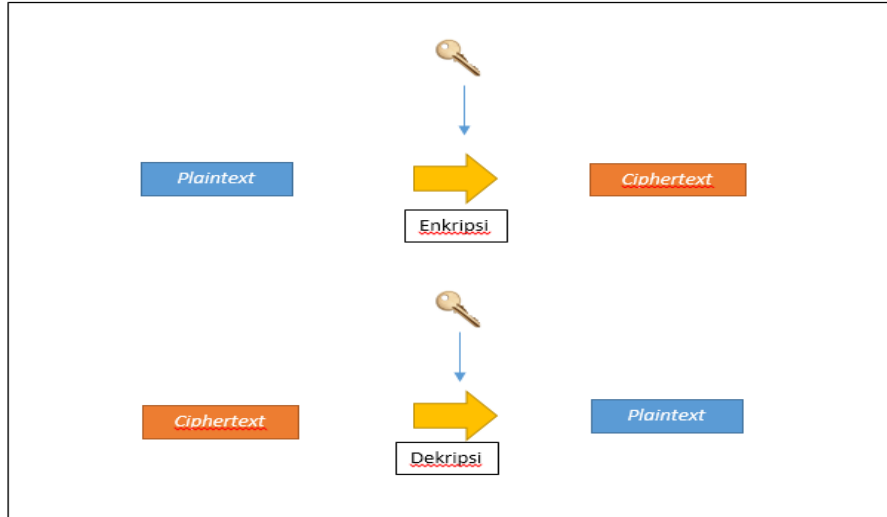 Plaintext
Ciphertext
Enkripsi
Ciphertext
Plaintext
Dekripsi